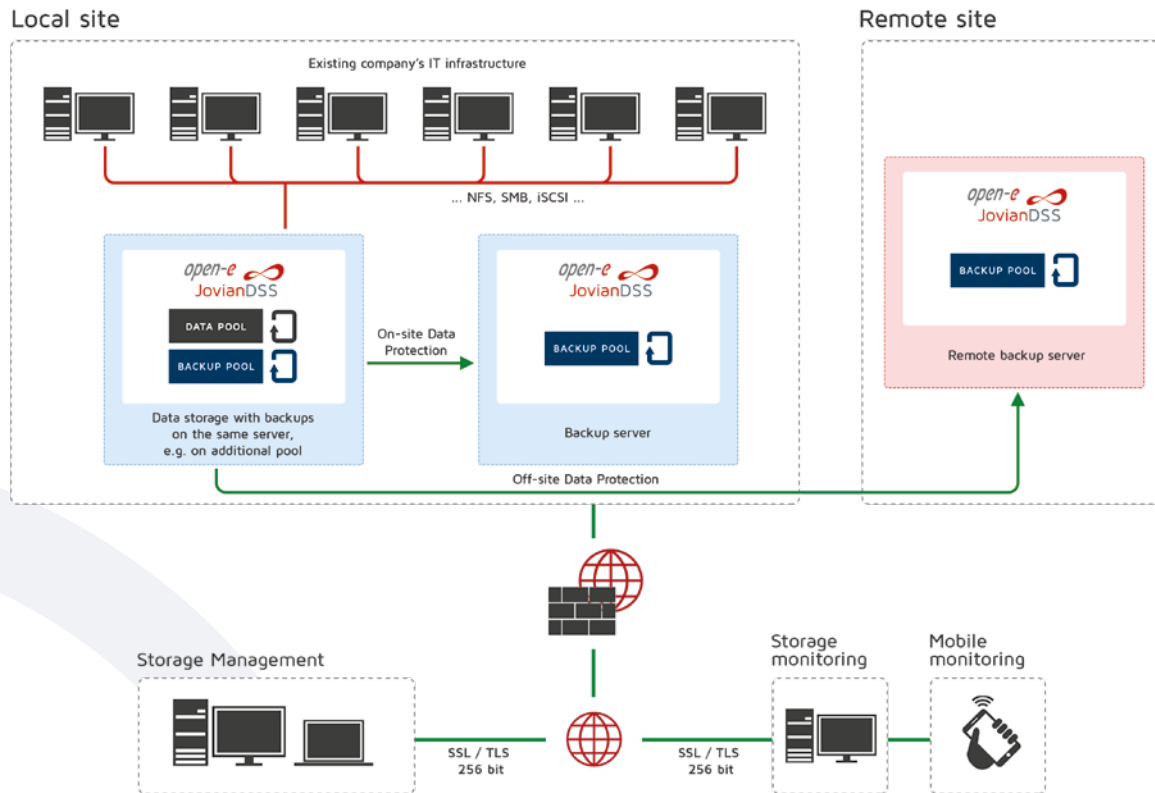 Local site
Remote site
Existing company's IT infrastructure
... NFS, SMB, iSCSI ...
open-e
JovianDSS
DATA POOL
BACKUP POOL
Data storage with backups
on the same server,
e.g. on additional pool
On-site Data
Protection
open-e
JovianDSS
BACKUP POOL
Backup server
open-e
JovianDSS
BACKUP POOL
Remote backup server
Off-site Data Protection
Storage Management
Storage
monitoring
Mobile
monitoring
SSL / TLS
256 bit
SSL / TLS
256 bit